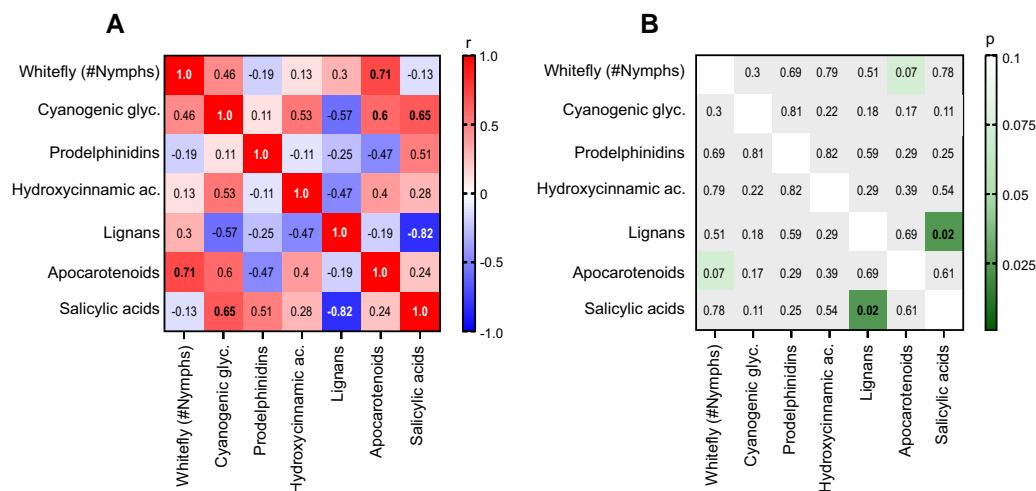 A
r
Whitefly (#Nymphs) 1.0 0.46 -0.19 0.13 0.3 0.71 -0.13
Cyanogenic glyc. 0.46 1.0 0.11 0.53 -0.57 0.6 0.65
Prodelphinidins -0.19 0.11 1.0 -0.11 -0.25 -0.47 0.51
Hydroxycinnamic ac. 0.13 0.53 -0.11 1.0 -0.47 0.4 0.28
Lignans 0.3 -0.57 -0.25 -0.47 1.0 -0.19 -0.82
Apocarotenoids 0.71 0.6 -0.47 0.4 -0.19 1.0 0.24
Salicylic acids -0.13 0.65 0.51 0.28 -0.82 0.24 1.0
1.0
0.5
0
-0.5
-1.0
Whitefly (#Nymphs)
Cyanogenic glyc.
Prodelphinidins
Hydroxycinnamic ac.
Lignans
Apocarotenoids
Salicylic acids
B
p
Whitefly (#Nymphs) 0.3 0.69 0.79 0.51 0.07 0.78
Cyanogenic glyc. 0.3 0.81 0.22 0.18 0.17 0.11
Prodelphinidins 0.69 0.81 0.82 0.59 0.29 0.25
Hydroxycinnamic ac. 0.79 0.22 0.82 0.29 0.39 0.54
Lignans 0.51 0.18 0.59 0.29 0.69 0.02
Apocarotenoids 0.07 0.17 0.29 0.39 0.69 0.61
Salicylic acids 0.78 0.11 0.25 0.54 0.02 0.61
0.1
0.075
0.05
0.025
Whitefly (#Nymphs)
Cyanogenic glyc.
Prodelphinidins
Hydroxycinnamic ac.
Lignans
Apocarotenoids
Salicylic acids